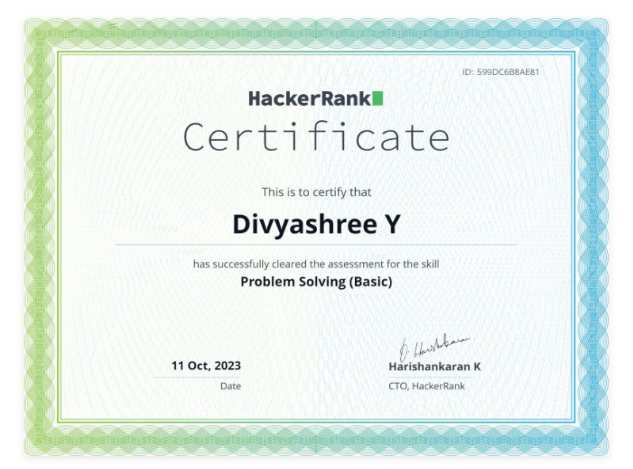 ID: 599DC6B8AE81
HackerRank
Certificate
This is to certify that
Divyashree Y
has successfully cleared the assessment for the skill
Problem Solving (Basic)
11 Oct, 2023
Date
Harishankaran
Harishankaran K
CTO, HackerRank